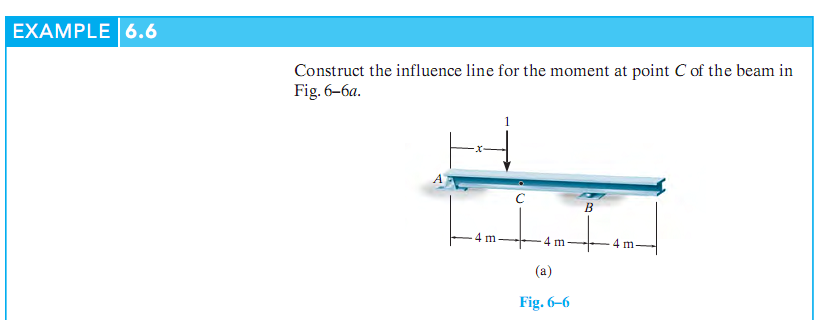 EXAMPLE 6.6
Construct the influence line for the moment at point C of the beam in
Fig. 6–6a.
1
x
A
C
B
4 m
4 m
4 m
(a)
Fig. 6–6